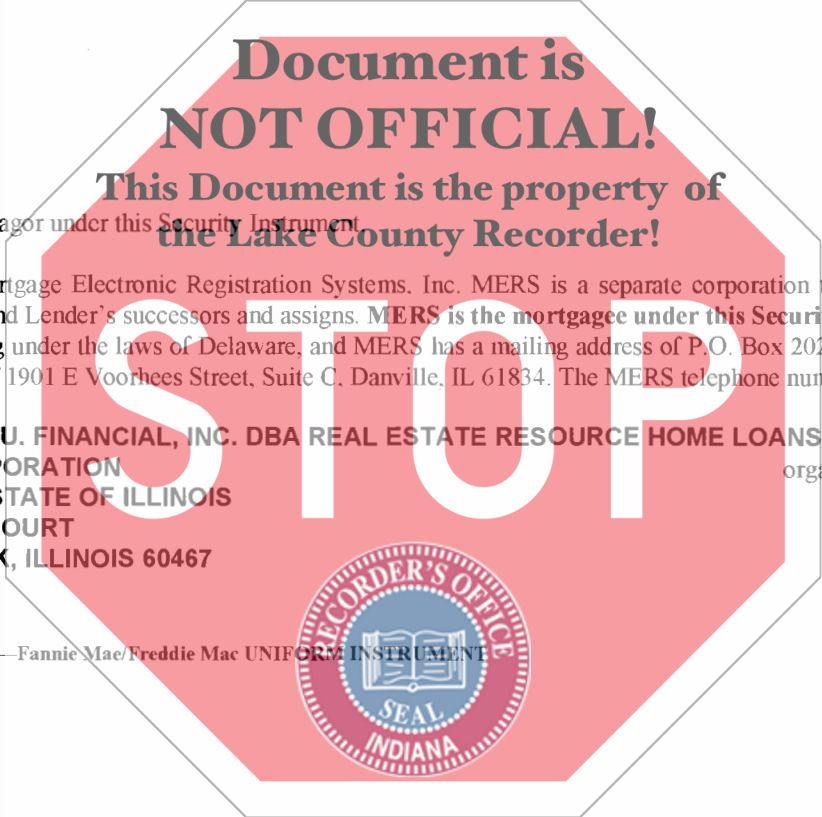 Document is
NOT OFFICIAL!
This Document is the property of
the Lake County Recorder!
agor under this Security Instrument.
rtgage Electronic Registration Systems, Inc. MERS is a separate corporation
nd Lender's successors and assigns. MERS is the mortgagee under this Securi
under the laws of Delaware, and MERS has a mailing address of P.O. Box 202
1901 E Voorhees Street, Suite C, Danville, IL 61834. The MERS telephone num
STOP
U. FINANCIAL, INC. DBA REAL ESTATE RESOURCE HOME LOANS
PORATION
orga
STATE OF ILLINOIS
OURT
K, ILLINOIS 60467
—Fannie Mae/Freddie Mac UNIFORM INSTRUMENT
RECORDER'S OFFICE
SEAL
INDIANA